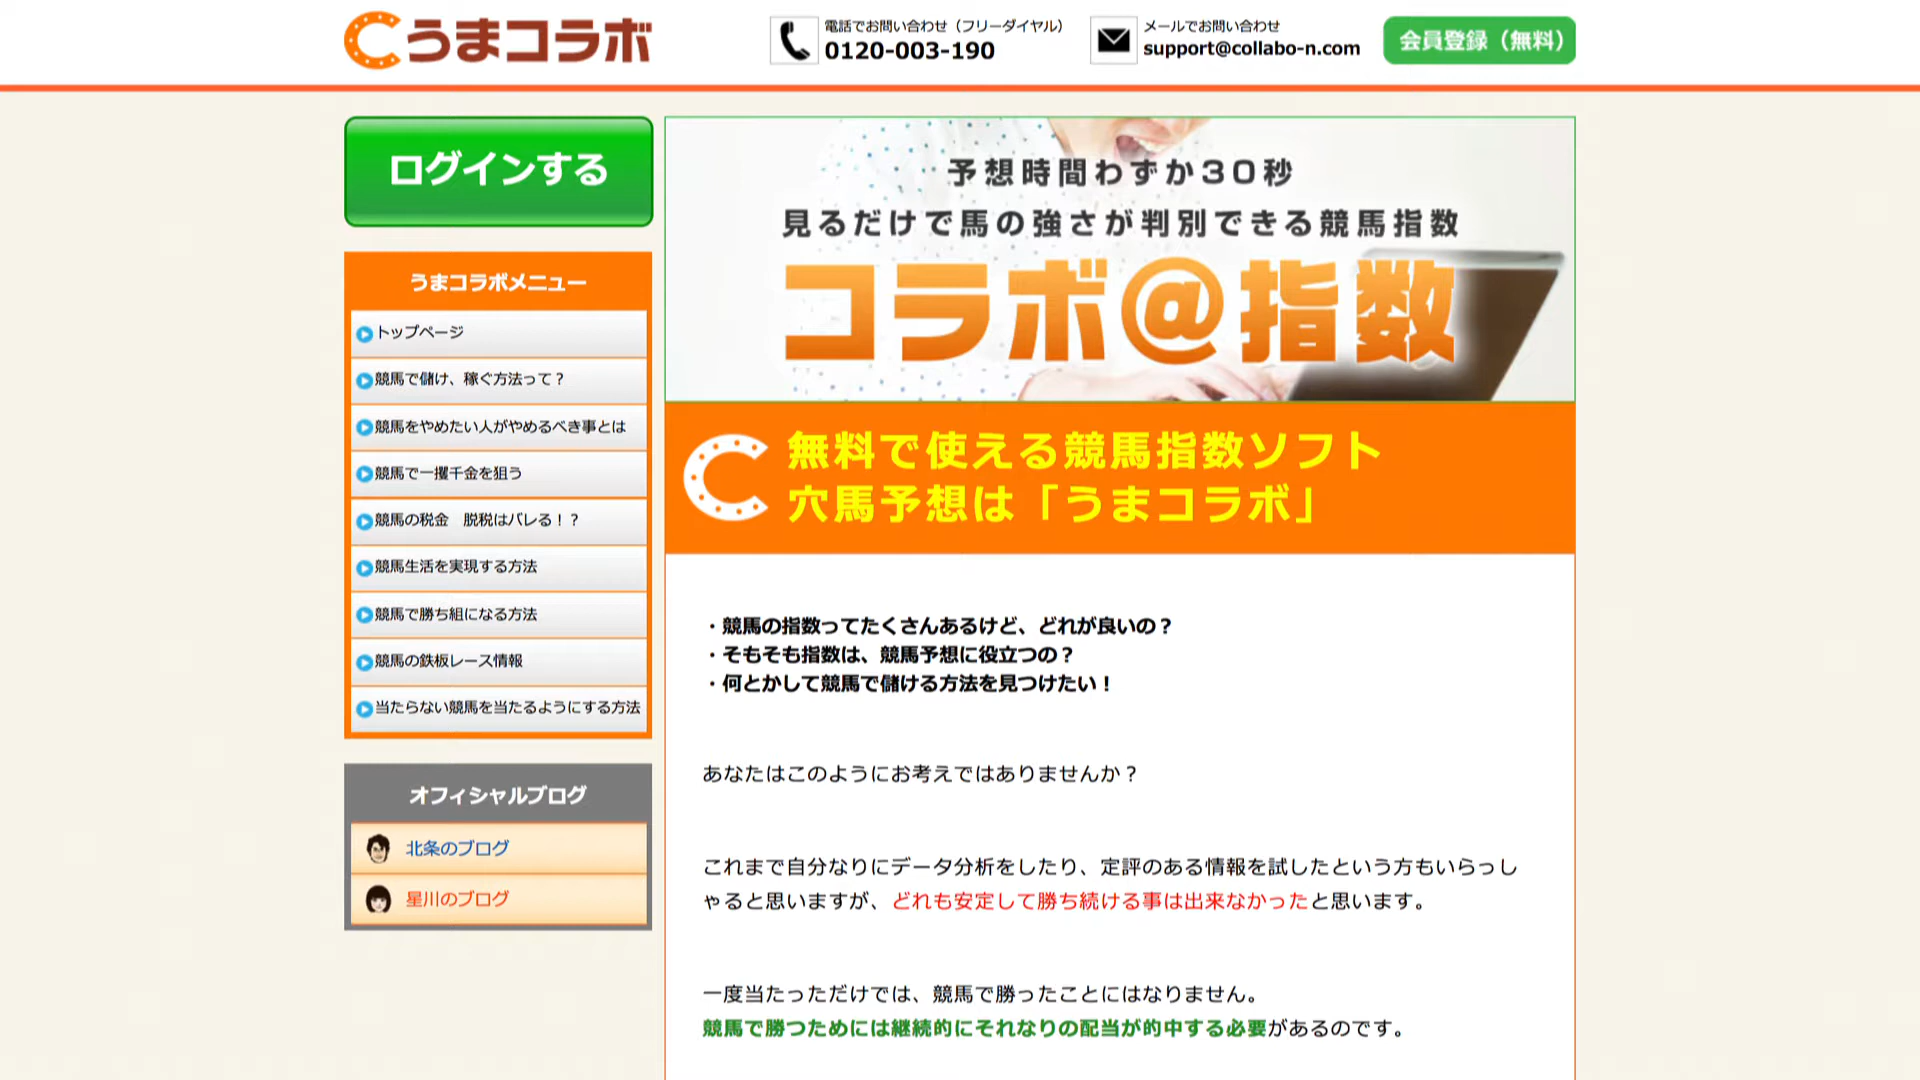 うまコラボ
電話でお問い合わせ（フリーダイヤル）
0120-003-190
メールでお問い合わせ
support@collabo-n.com
会員登録（無料）
ログインする
うまコラボメニュー
トップページ
競馬で儲け、稼ぐ方法って？
競馬をやめたい人がやめるべき事とは
競馬で一攫千金を狙う
競馬の税金　脱税はバレる！？
競馬生活を実現する方法
競馬で勝ち組になる方法
競馬の鉄板レース情報
当たらない競馬を当たるようにする方法
オフィシャルブログ
北条のブログ
星川のブログ
予想時間わずか30秒
見るだけで馬の強さが判別できる競馬指数
コラボ@指数
無料で使える競馬指数ソフト
穴馬予想は「うまコラボ」
・競馬の指数ってたくさんあるけど、どれが良いの？
・そもそも指数は、競馬予想に役立つの？
・何とかして競馬で儲ける方法を見つけたい！
あなたはこのようにお考えではありませんか？
これまで自分なりにデータ分析をしたり、定評のある情報を試したという方もいらっし
ゃると思いますが、どれも安定して勝ち続ける事は出来なかったと思います。
一度当たっただけでは、競馬で勝ったことにはなりません。
競馬で勝つためには継続的にそれなりの配当が的中する必要があるのです。